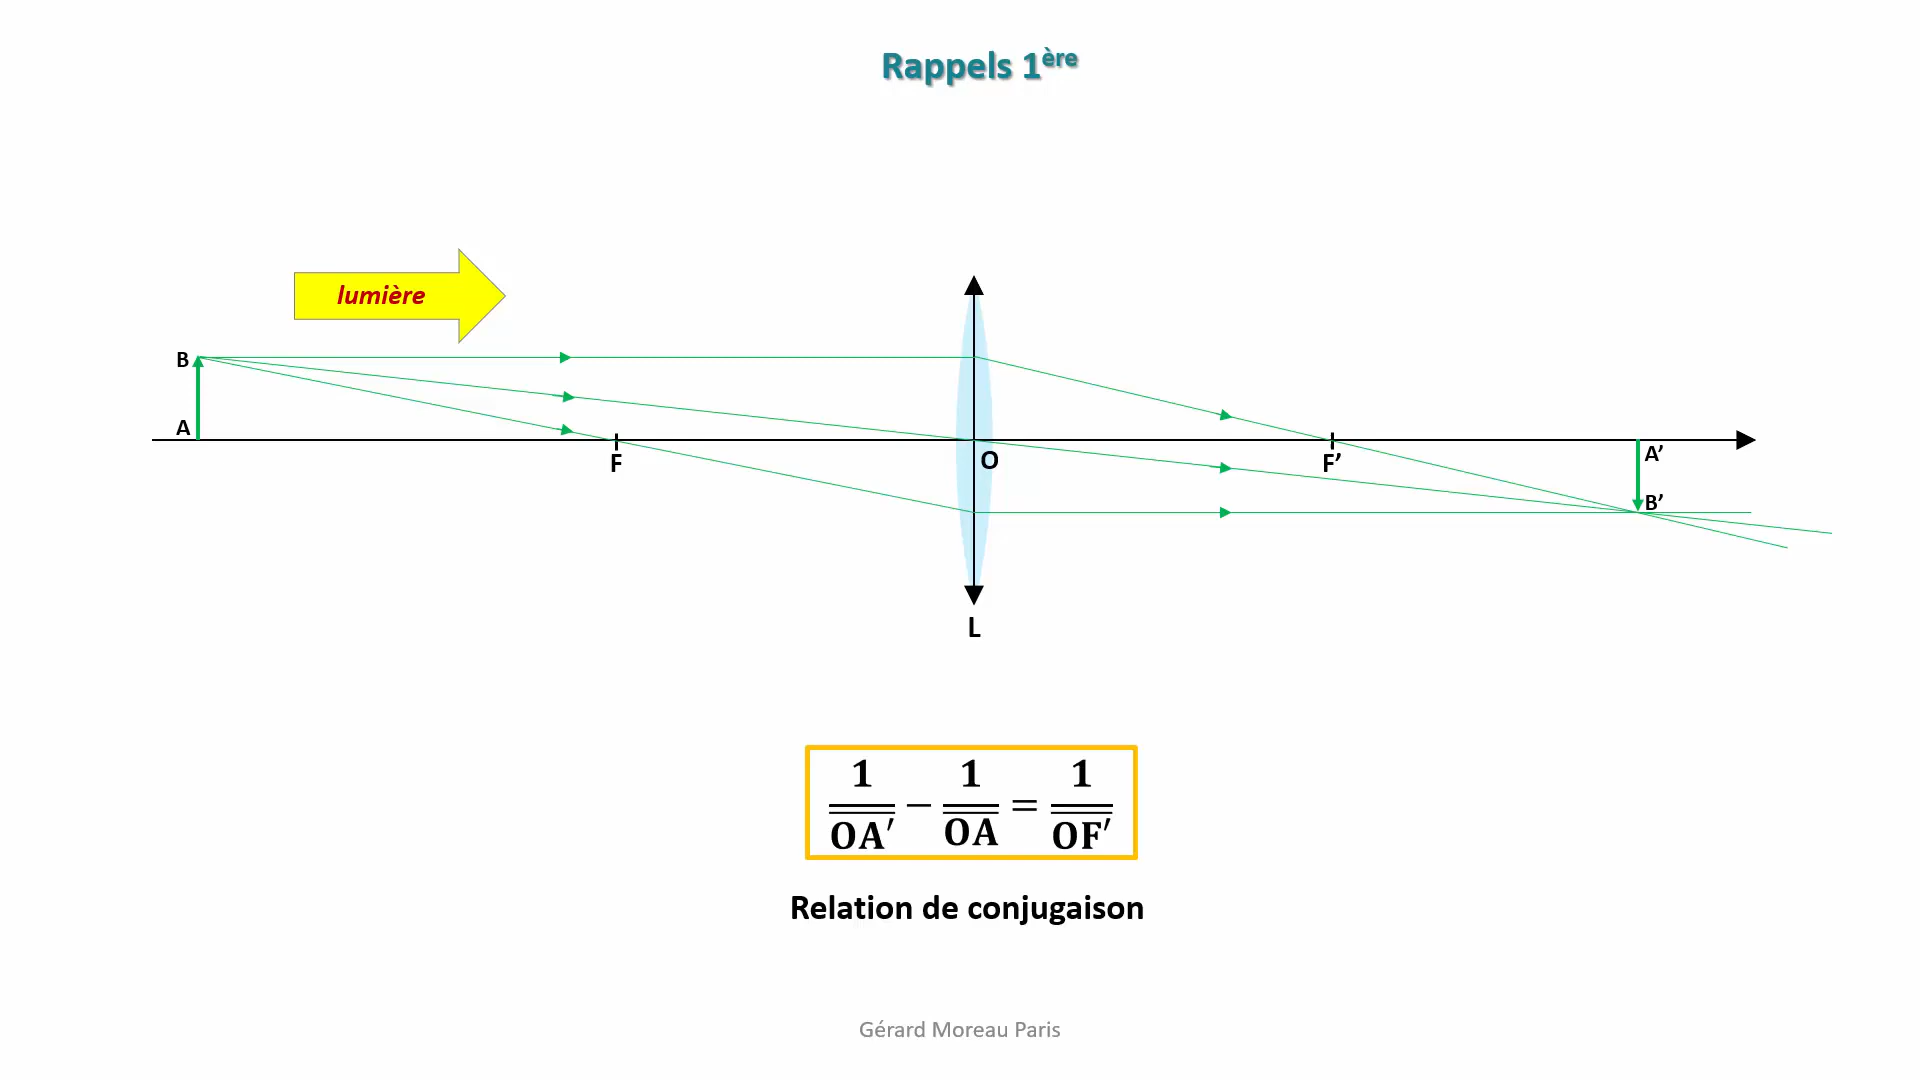 Rappels 1ère
lumière
B
A
F
O
F’
A’
B’
L
1/OA′ − 1/OA = 1/OF′
Relation de conjugaison
Gérard Moreau Paris